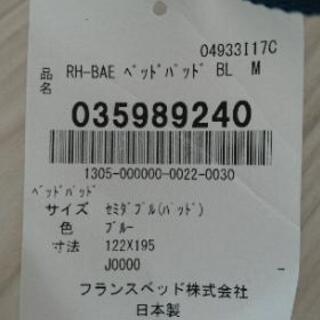 04933I17C
品名 RH-BAE ﾍﾞｯﾄﾞﾊﾟｯﾄﾞ BL M
035989240
1305-000000-0022-0030
ﾍﾞｯﾄﾞﾊﾟｯﾄﾞ
サイズ ｾﾐﾀﾞﾌﾞﾙ(ﾊﾟｯﾄﾞ)
色 ﾌﾞﾙｰ
寸法 122X195
J0000
フランスベッド株式会社
日本製